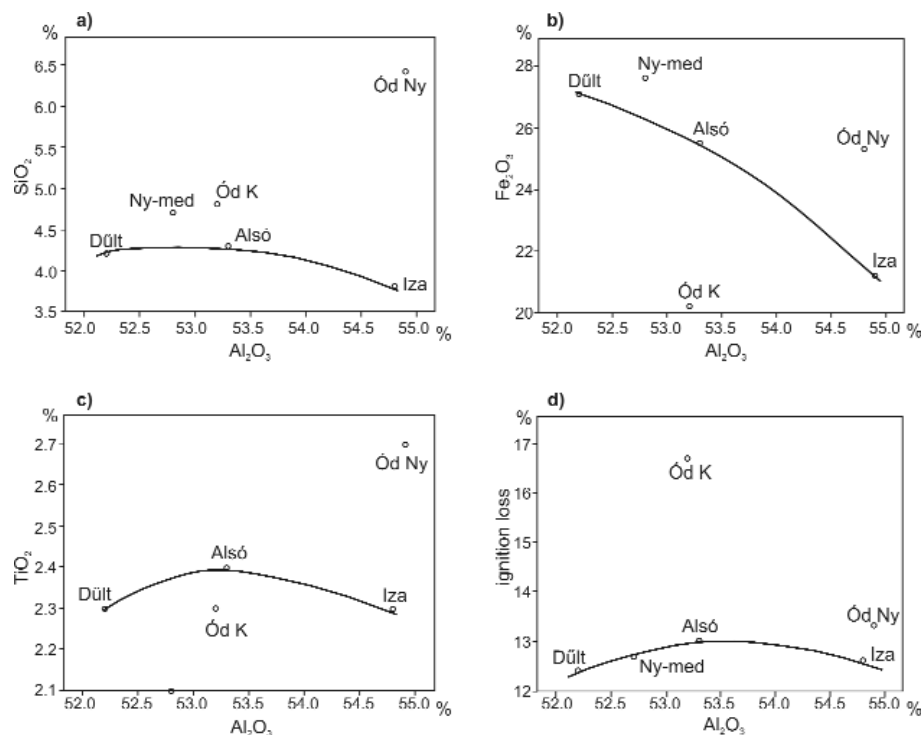 a)
%
6.5
6.0
5.5
5.0
4.5
4.0
3.5
SiO₂
Ód Ny
Ny-med
Ód K
Dűlt
Alsó
Iza
52.0 52.5 53.0 53.5 54.0 54.5 55.0 %
Al₂O₃
b)
%
28
26
24
22
20
Fe₂O₃
Dűlt
Ny-med
Alsó
Ód Ny
Iza
Ód K
52.0 52.5 53.0 53.5 54.0 54.5 55.0 %
Al₂O₃
c)
%
2.7
2.6
2.5
2.4
2.3
2.2
2.1
TiO₂
Ód Ny
Alsó
Dűlt
Iza
Ód K
52.0 52.5 53.0 53.5 54.0 54.5 55.0 %
Al₂O₃
d)
%
17
16
15
14
13
12
ignition loss
Ód K
Ód Ny
Alsó
Dűlt
Ny-med
Iza
52.0 52.5 53.0 53.5 54.0 54.5 55.0 %
Al₂O₃